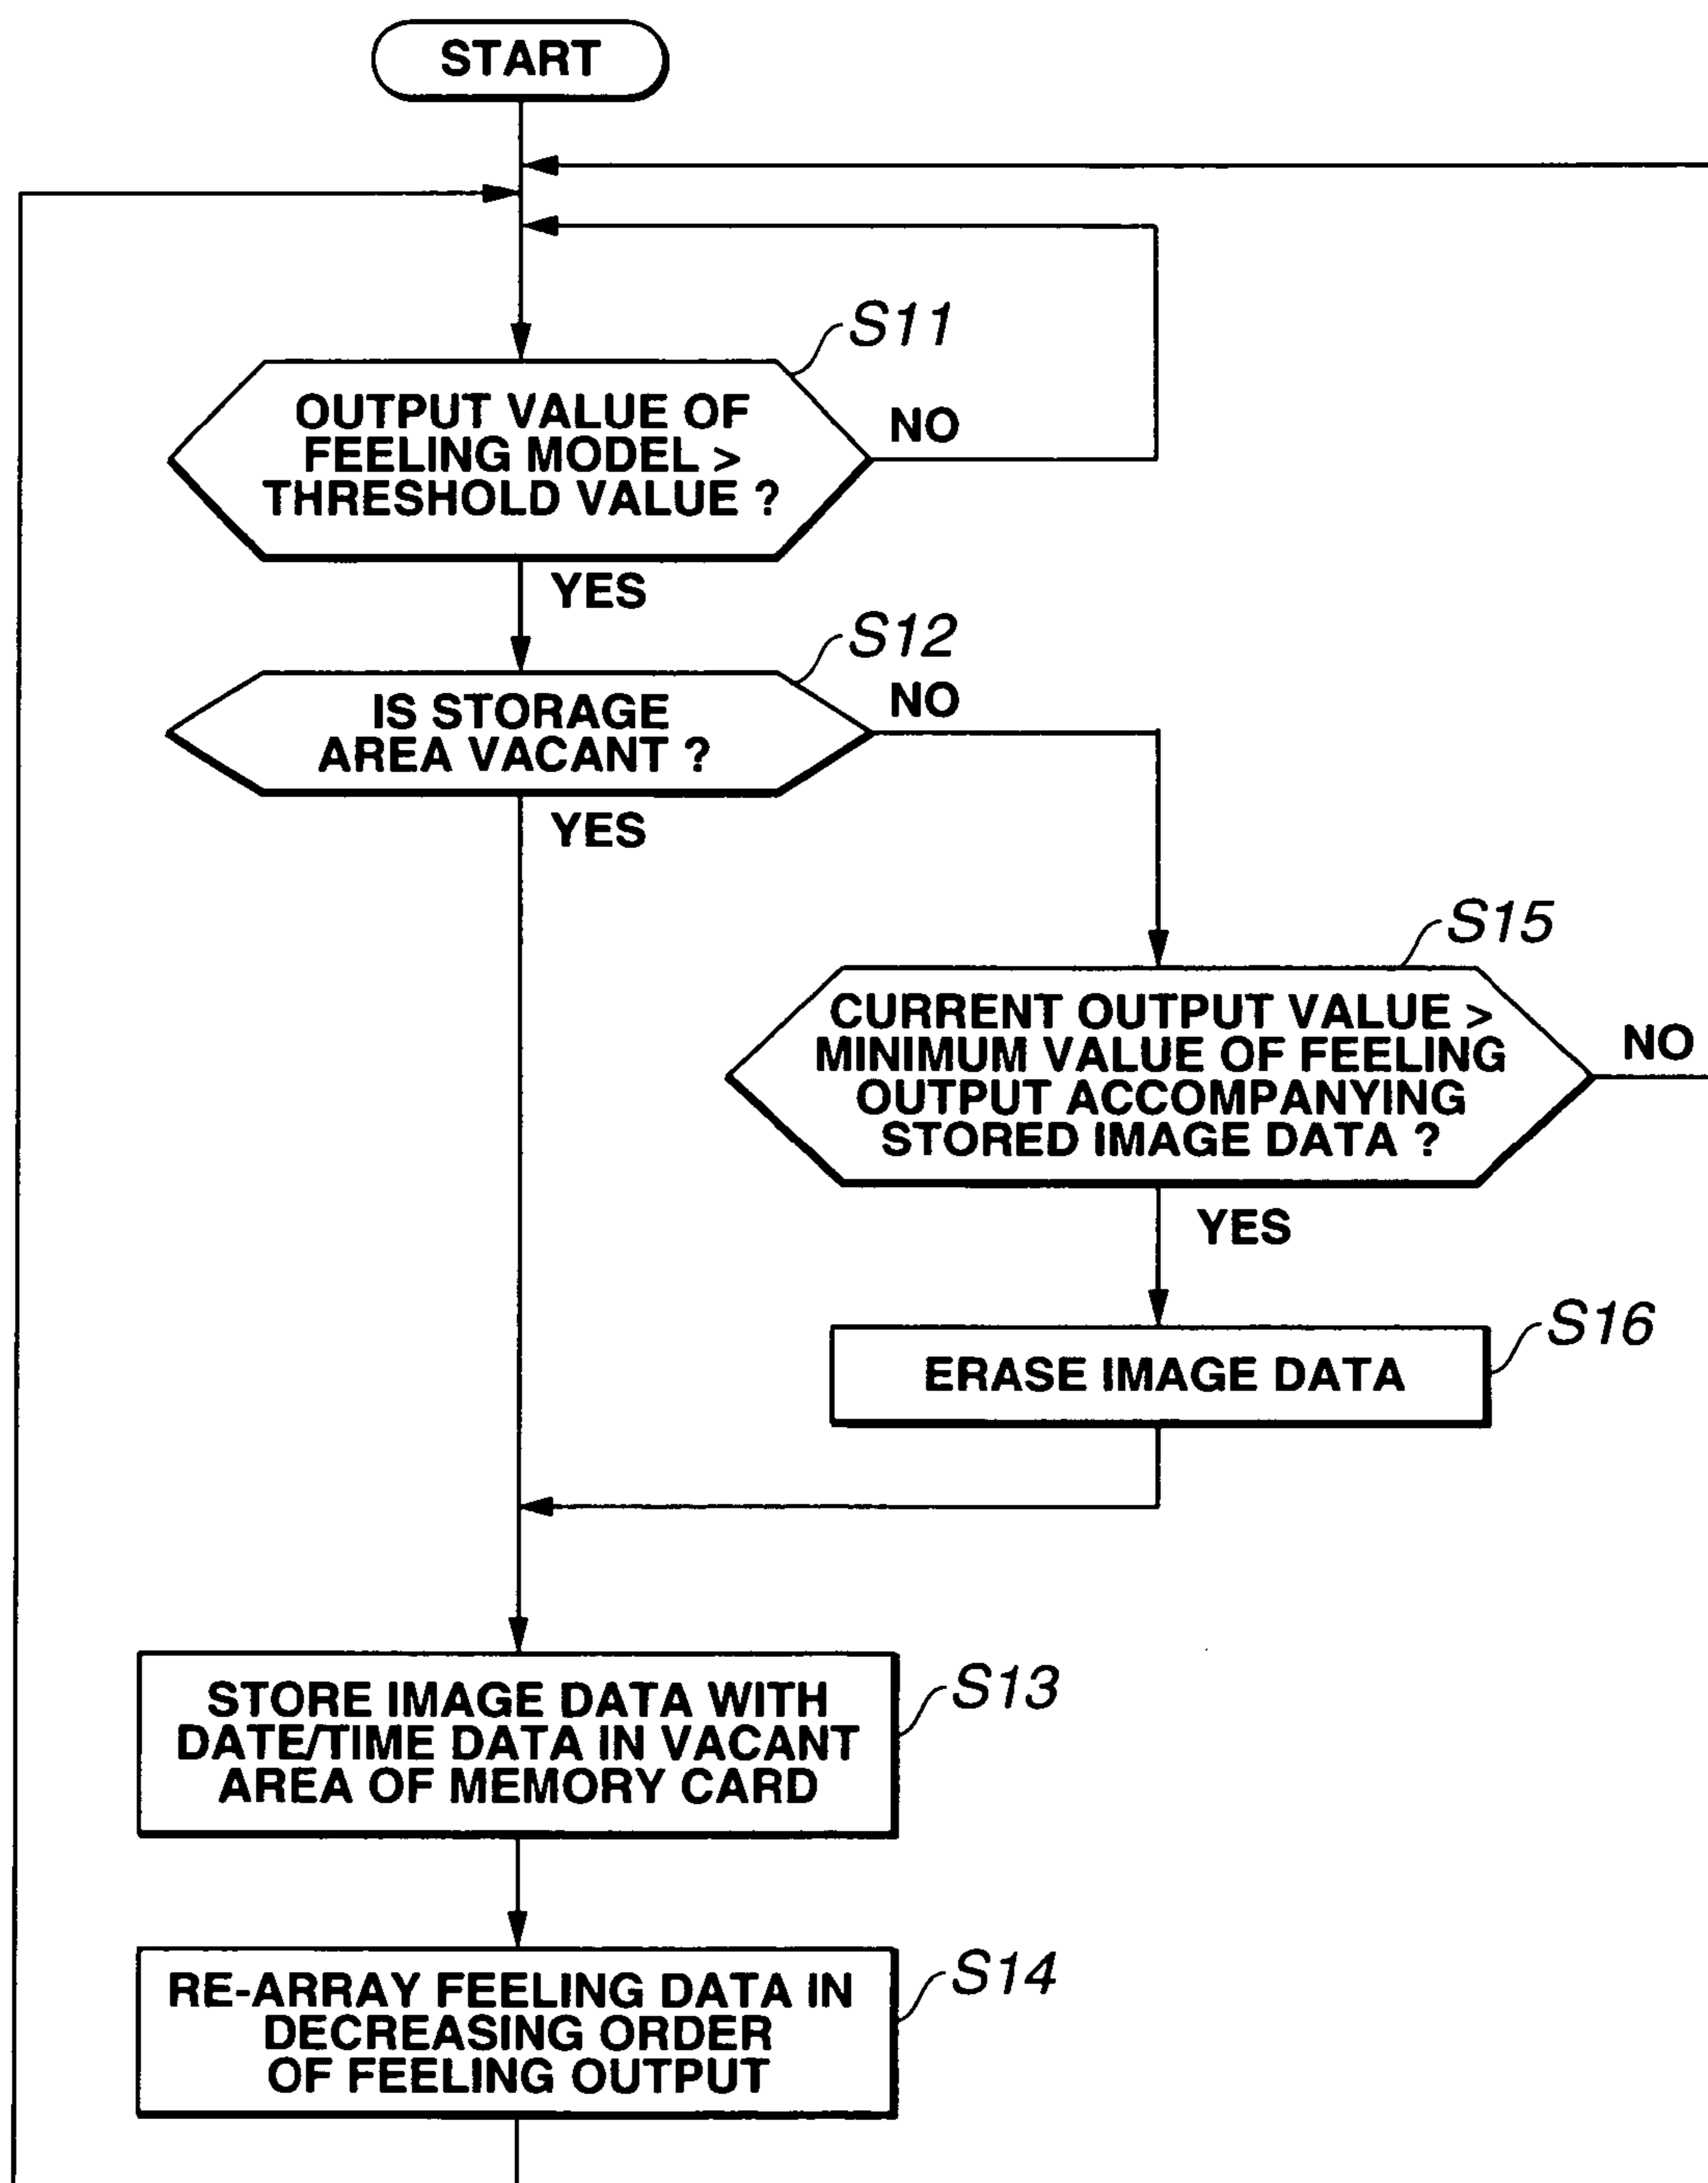 START
S11
OUTPUT VALUE OF
FEELING MODEL >
THRESHOLD VALUE ?
NO
YES
S12
IS STORAGE
AREA VACANT ?
NO
YES
S15
CURRENT OUTPUT VALUE >
MINIMUM VALUE OF FEELING
OUTPUT ACCOMPANYING
STORED IMAGE DATA ?
NO
YES
S16
ERASE IMAGE DATA
S13
STORE IMAGE DATA WITH
DATE/TIME DATA IN VACANT
AREA OF MEMORY CARD
S14
RE-ARRAY FEELING DATA IN
DECREASING ORDER
OF FEELING OUTPUT